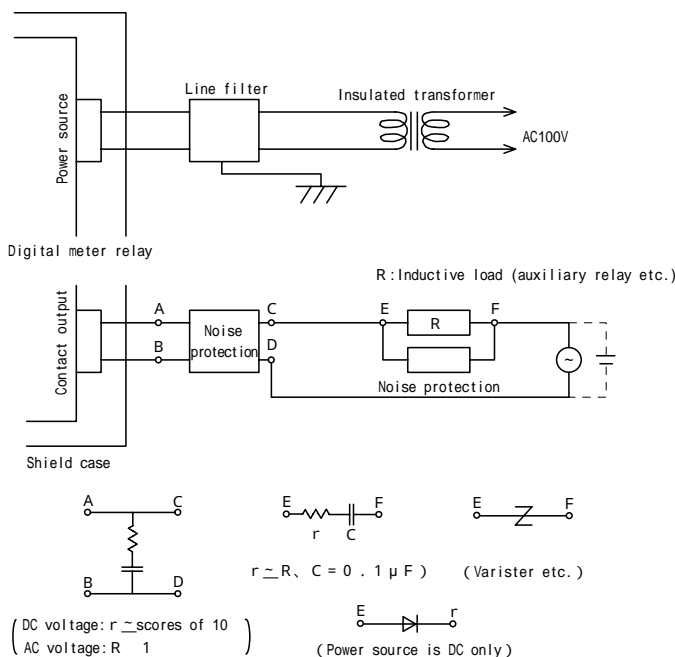 Line filter
Insulated transformer
Power source
AC100V
Digital meter relay
R:Inductive load (auxiliary relay etc.)
Contact output
A
B
Noise
protection
C
D
E
R
F
~
Noise protection
Shield case
A
C
B
D
DC voltage: r ≃ scores of 10
AC voltage: R 1
E
r
C
F
r ≃ R、C = 0 . 1 μ F )
E
F
(Varister etc.)
E
r
(Power source is DC only)